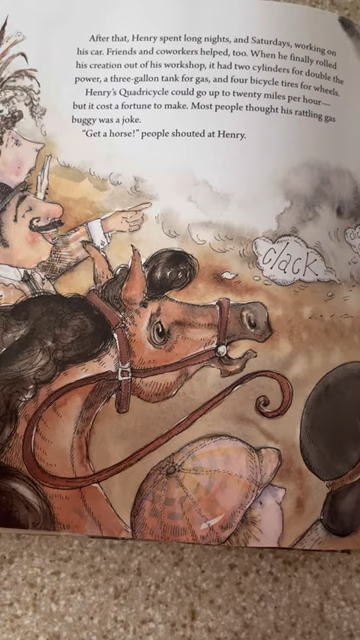 After that, Henry spent long nights, and Saturdays, working on
his car. Friends and coworkers helped, too. When he finally rolled
his creation out of his workshop, it had two cylinders for double the
power, a three-gallon tank for gas, and four bicycle tires for wheels.
Henry's Quadricycle could go up to twenty miles per hour—
but it cost a fortune to make. Most people thought his rattling gas
buggy was a joke.
"Get a horse!" people shouted at Henry.
clack